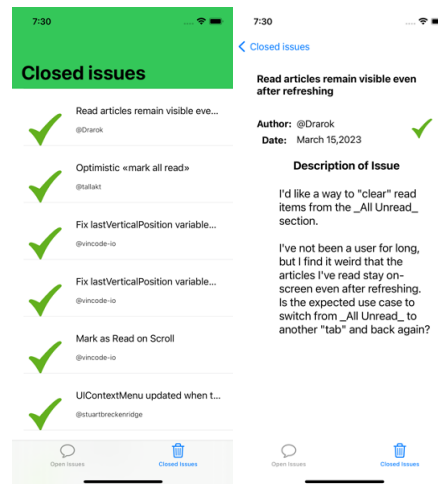 7:30
Closed issues
Read articles remain visible eve...
@Drarok
Optimistic «mark all read»
@tallakt
Fix lastVerticalPosition variable...
@vincode-io
Fix lastVerticalPosition variable...
@vincode-io
Mark as Read on Scroll
@vincode-io
UIContextMenu updated when t...
@stuartbreckenridge
Open Issues
Closed Issues
7:30
Closed issues
Read articles remain visible even
after refreshing
Author: @Drarok
Date: March 15,2023
Description of Issue
I'd like a way to "clear" read
items from the _All Unread_
section.
I've not been a user for long,
but I find it weird that the
articles I've read stay on-
screen even after refreshing.
Is the expected use case to
switch from _All Unread_ to
another "tab" and back again?
Open Issues
Closed Issues